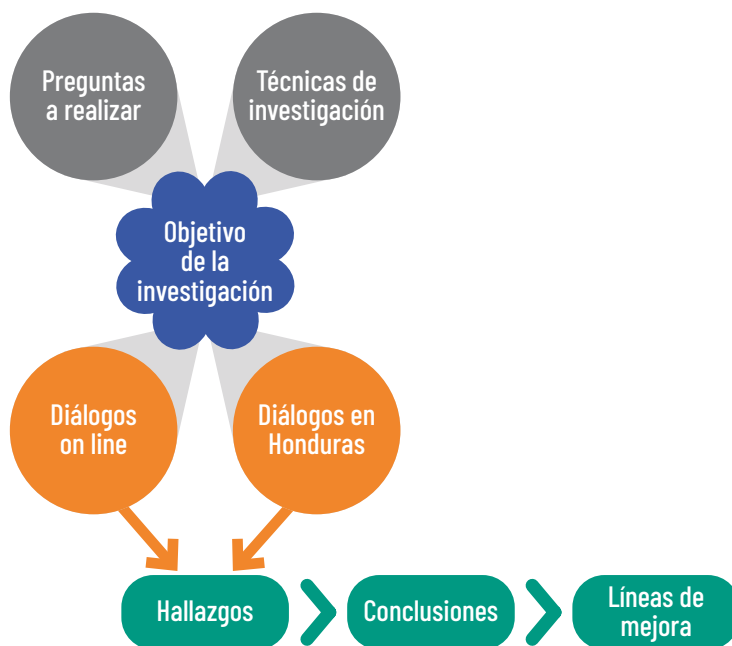 Preguntas
a realizar
Técnicas de
investigación
Objetivo
de la
investigación
Diálogos
on line
Diálogos en
Honduras
Hallazgos
Conclusiones
Líneas de
mejora